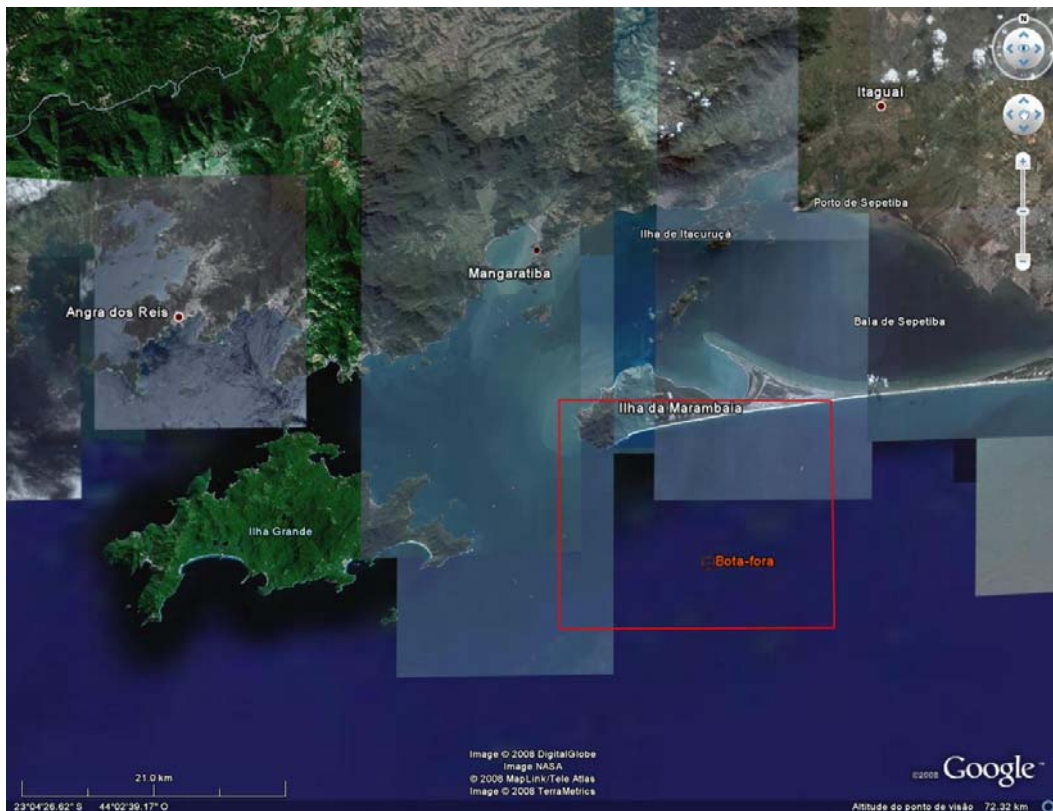 N
Itaguaí
Porto de Sepetiba
Ilha de Itacuruçá
Mangaratiba
Angra dos Reis
Baía de Sepetiba
Ilha da Marambaia
Ilha Grande
Bota-fora
Image © 2008 DigitalGlobe
Image NASA
© 2008 MapLink/Tele Atlas
Image © 2008 TerraMetrics
©2008 Google™
21.0 km
23°04'26.62" S 44°02'39.17" O
Altitude do ponto de visão 72.32 km